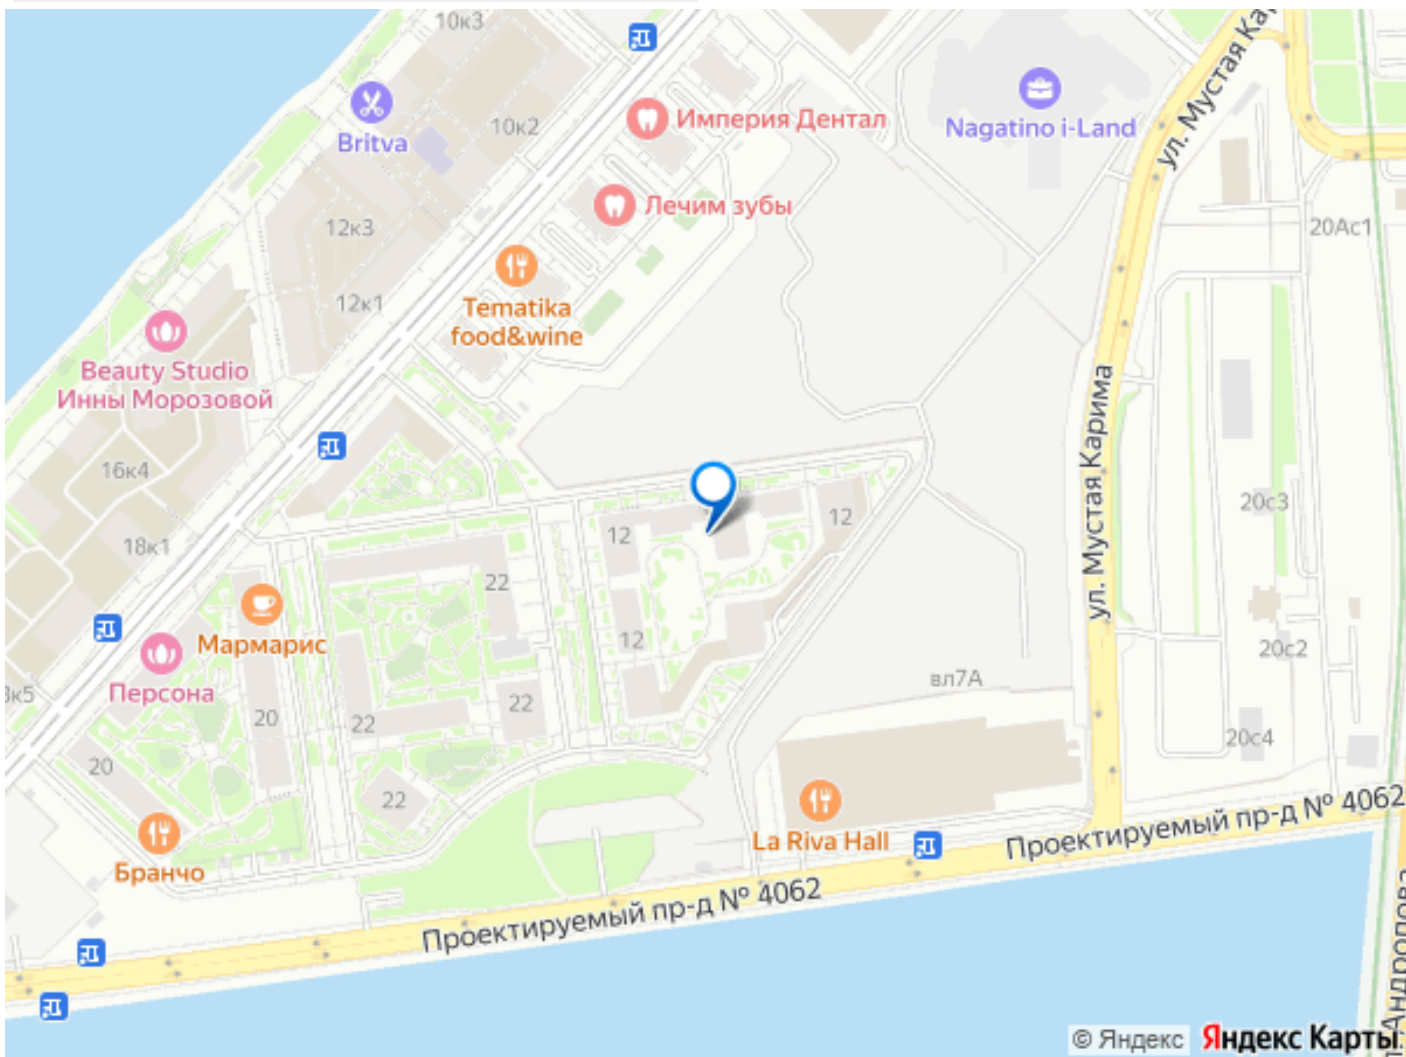 10к3
ул. Мустая Ка
Britva
10к2
Империя Дентал
Nagatino i-Land
Лечим зубы
12к3
20Ас1
12к1
Tematika
food&wine
Beauty Studio
Инны Морозовой
ул. Мустая Карима
16к4
20с3
12
12
18к1
22
12
Мармарис
20с2
Персона
к5
вл7А
20
22
22
20с4
20
22
La Riva Hall
Проектируемый пр-д № 4062
Бранчо
Проектируемый пр-д № 4062
Андропова
© Яндекс
Яндекс Карты